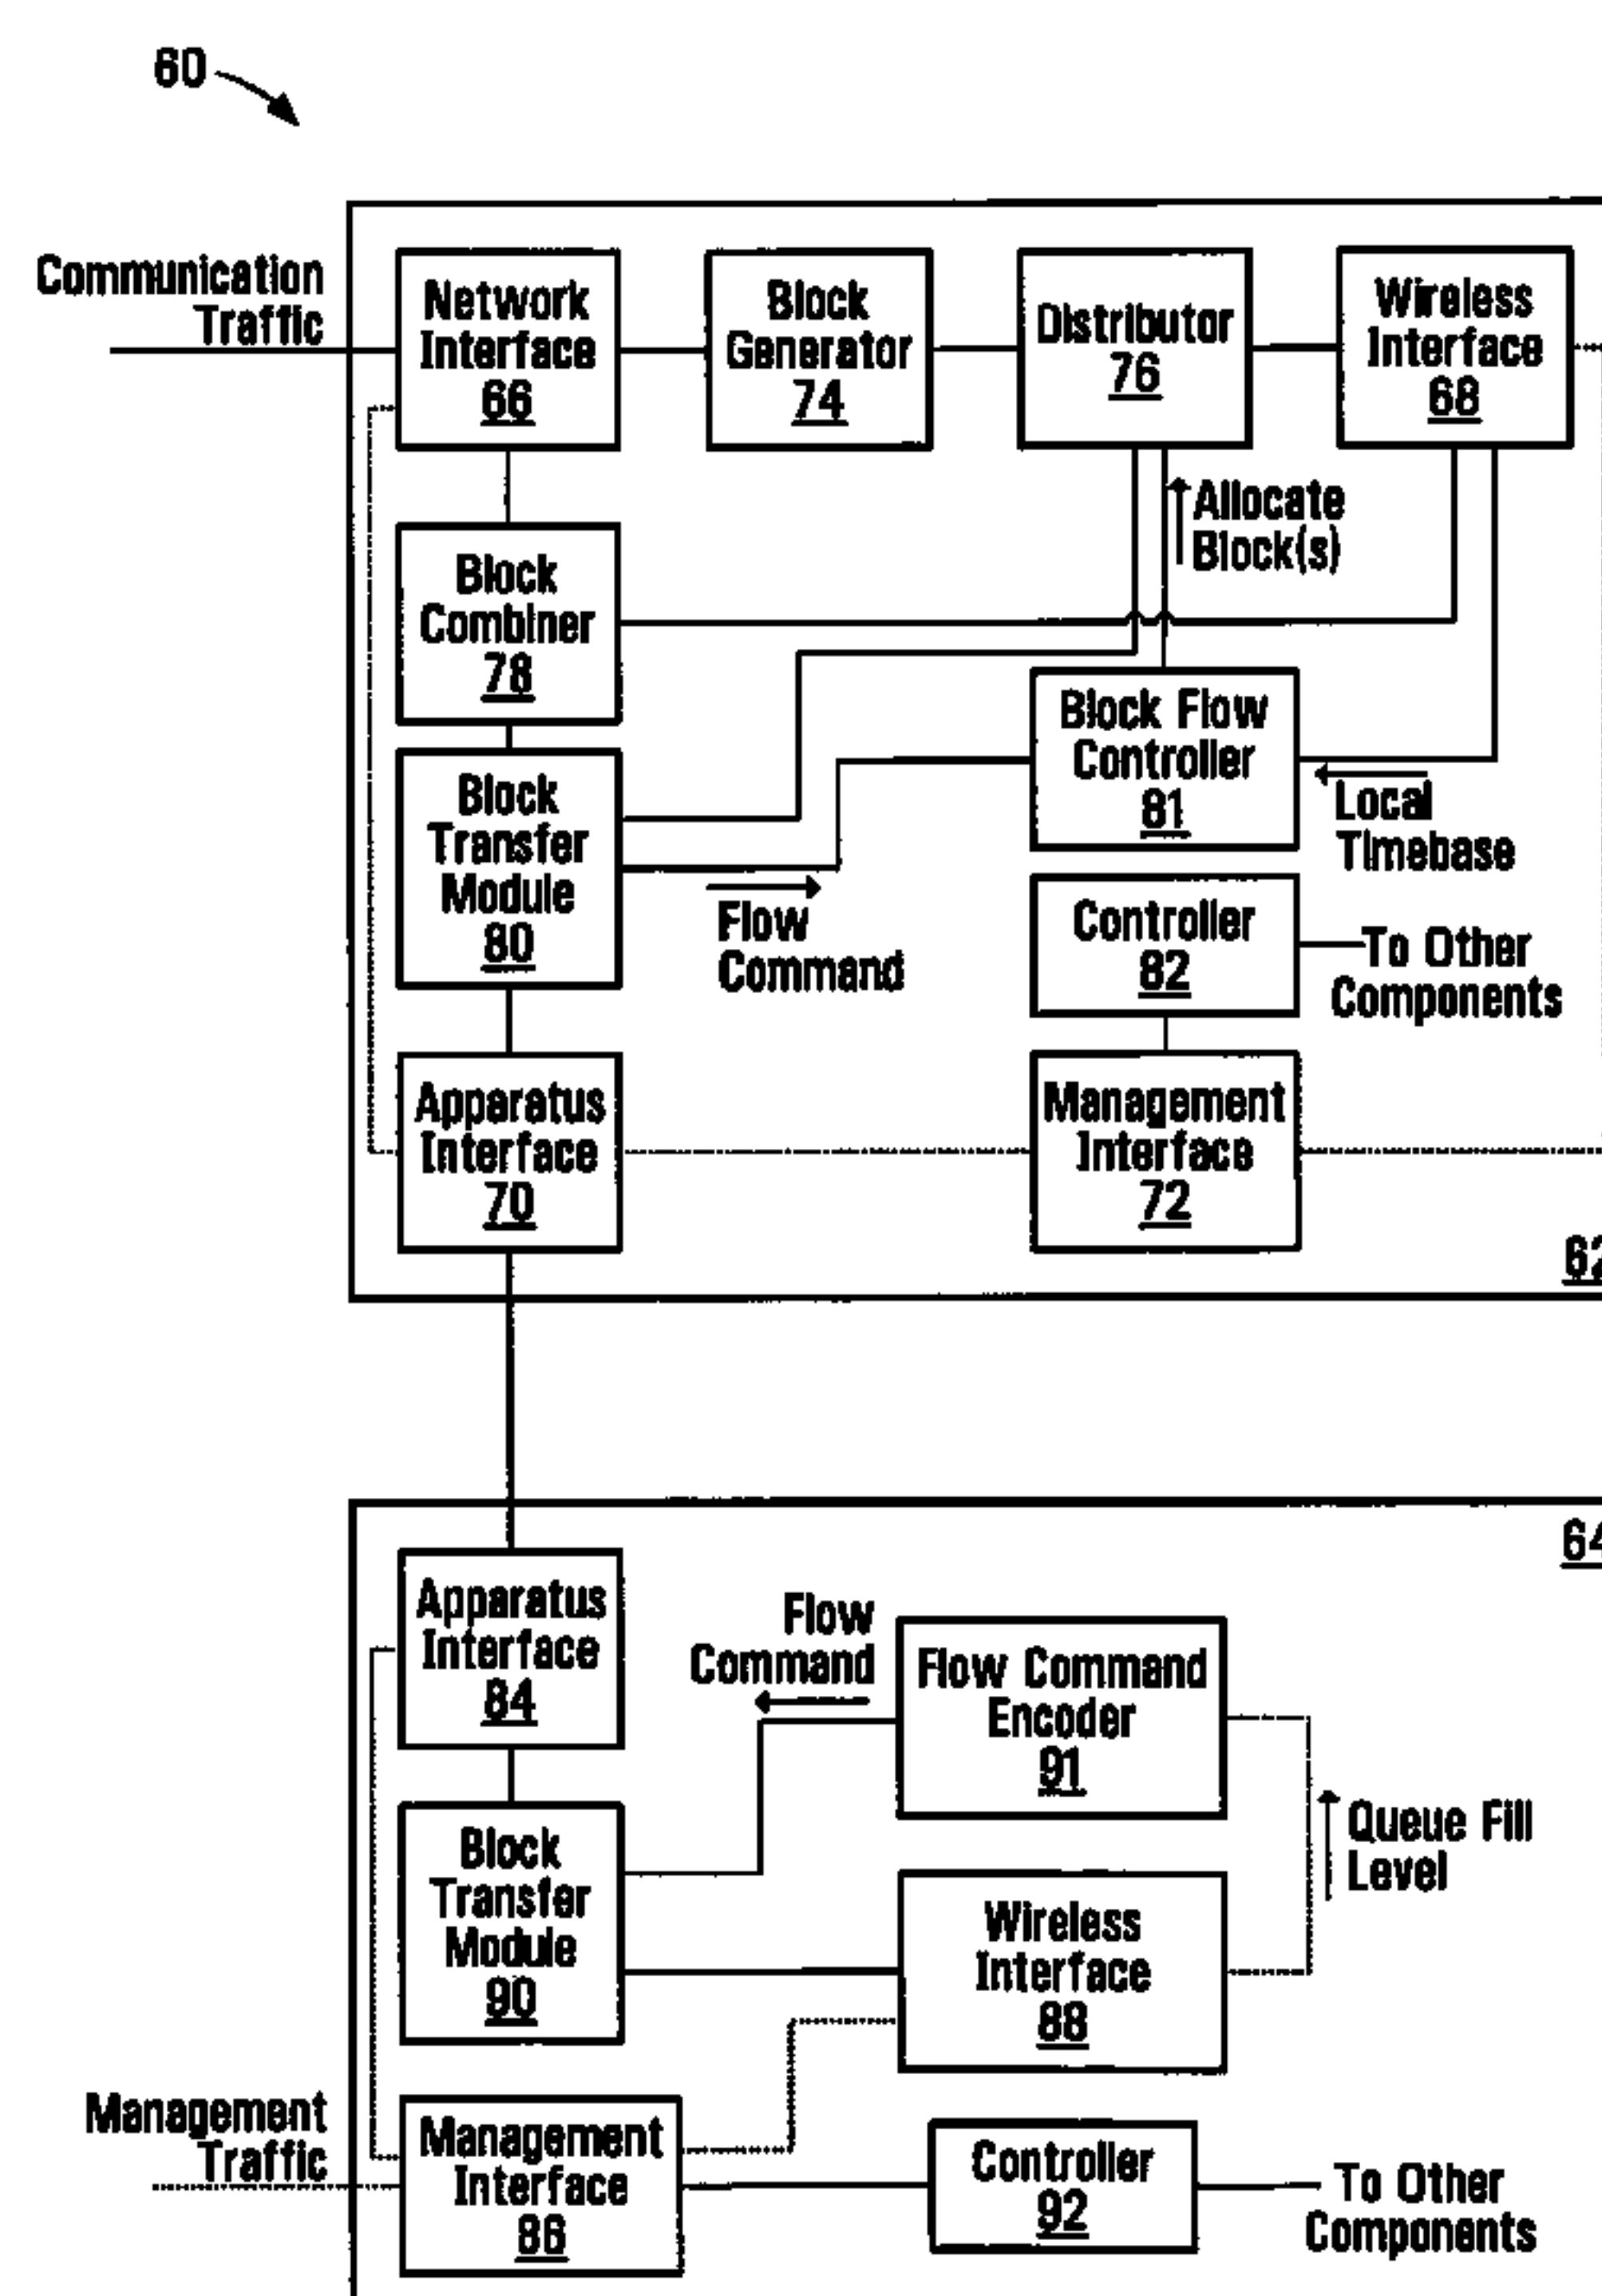 60
Communication
Traffic
Network
Interface
66
Block
Generator
74
Distributor
76
Wireless
Interface
68
Allocate
Block(s)
Block
Combiner
78
Block Flow
Controller
81
Local
Timebase
Block
Transfer
Module
80
Flow
Command
Controller
82
To Other
Components
Apparatus
Interface
70
Management
Interface
72
62
64
Apparatus
Interface
84
Flow
Command
Flow Command
Encoder
91
Queue Fill
Level
Block
Transfer
Module
90
Wireless
Interface
88
Management
Traffic
Management
Interface
86
Controller
92
To Other
Components